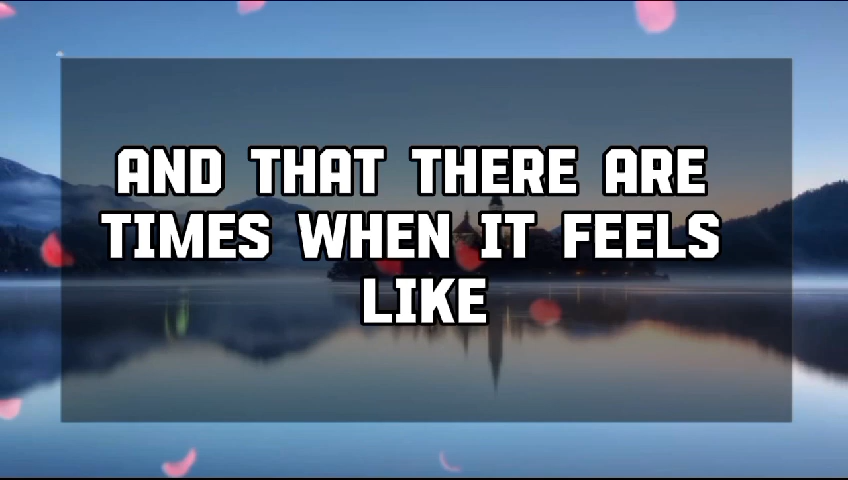 AND THAT THERE ARE
TIMES WHEN IT FEELS
LIKE